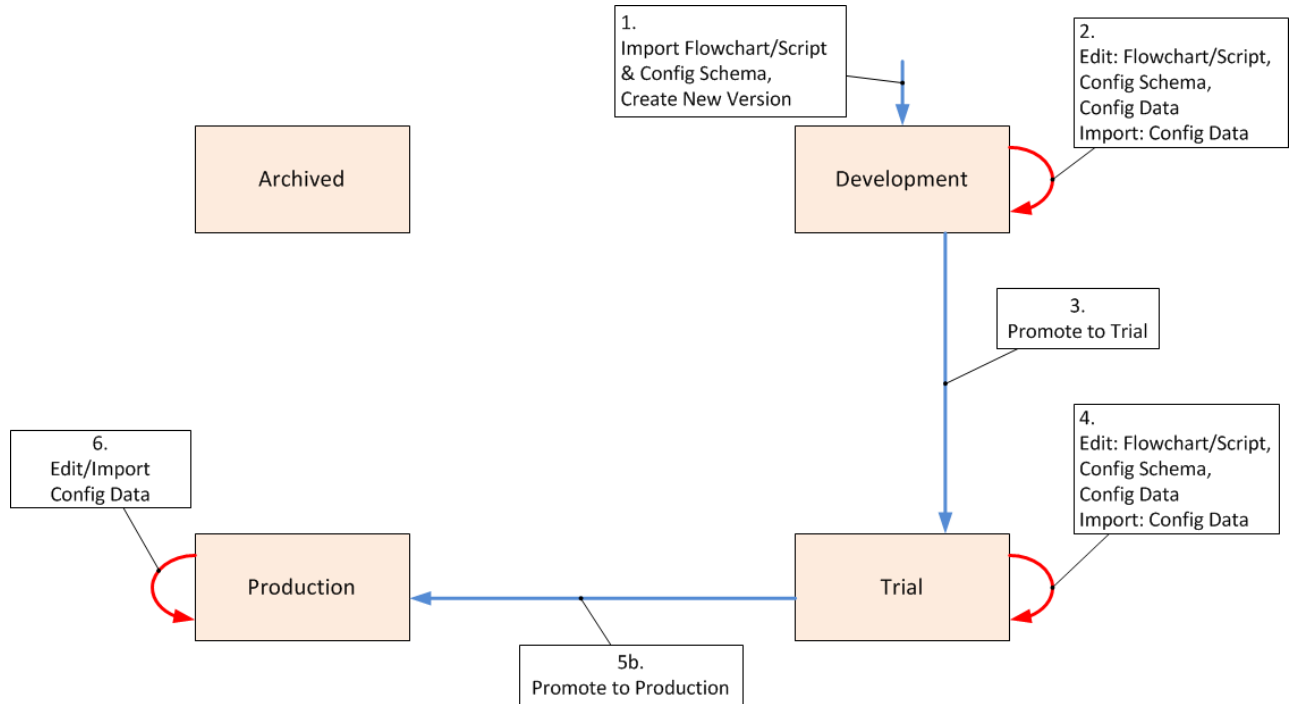 1.
Import Flowchart/Script
& Config Schema,
Create New Version
2.
Edit: Flowchart/Script,
Config Schema,
Config Data
Import: Config Data
Archived
Development
3.
Promote to Trial
4.
Edit: Flowchart/Script,
Config Schema,
Config Data
Import: Config Data
6.
Edit/Import
Config Data
Production
Trial
5b.
Promote to Production